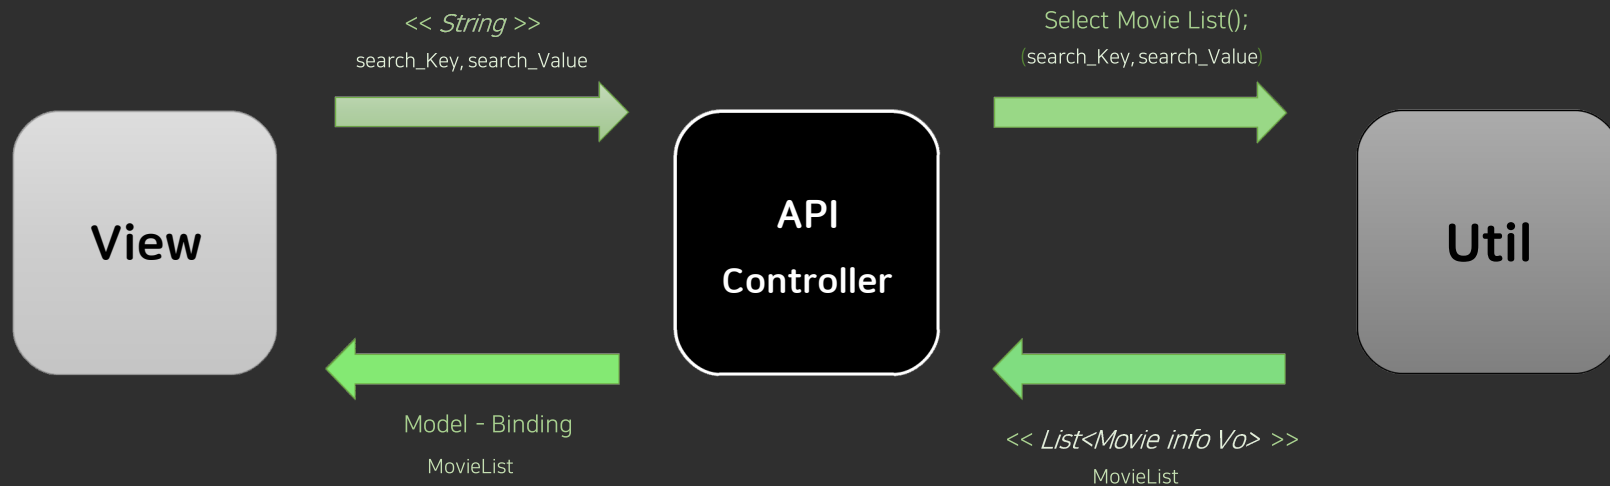 << String >>
search_Key, search_Value
Select Movie List();
(search_Key, search_Value)
View
API
Controller
Util
Model - Binding
MovieList
<< List<Movie info Vo> >>
MovieList